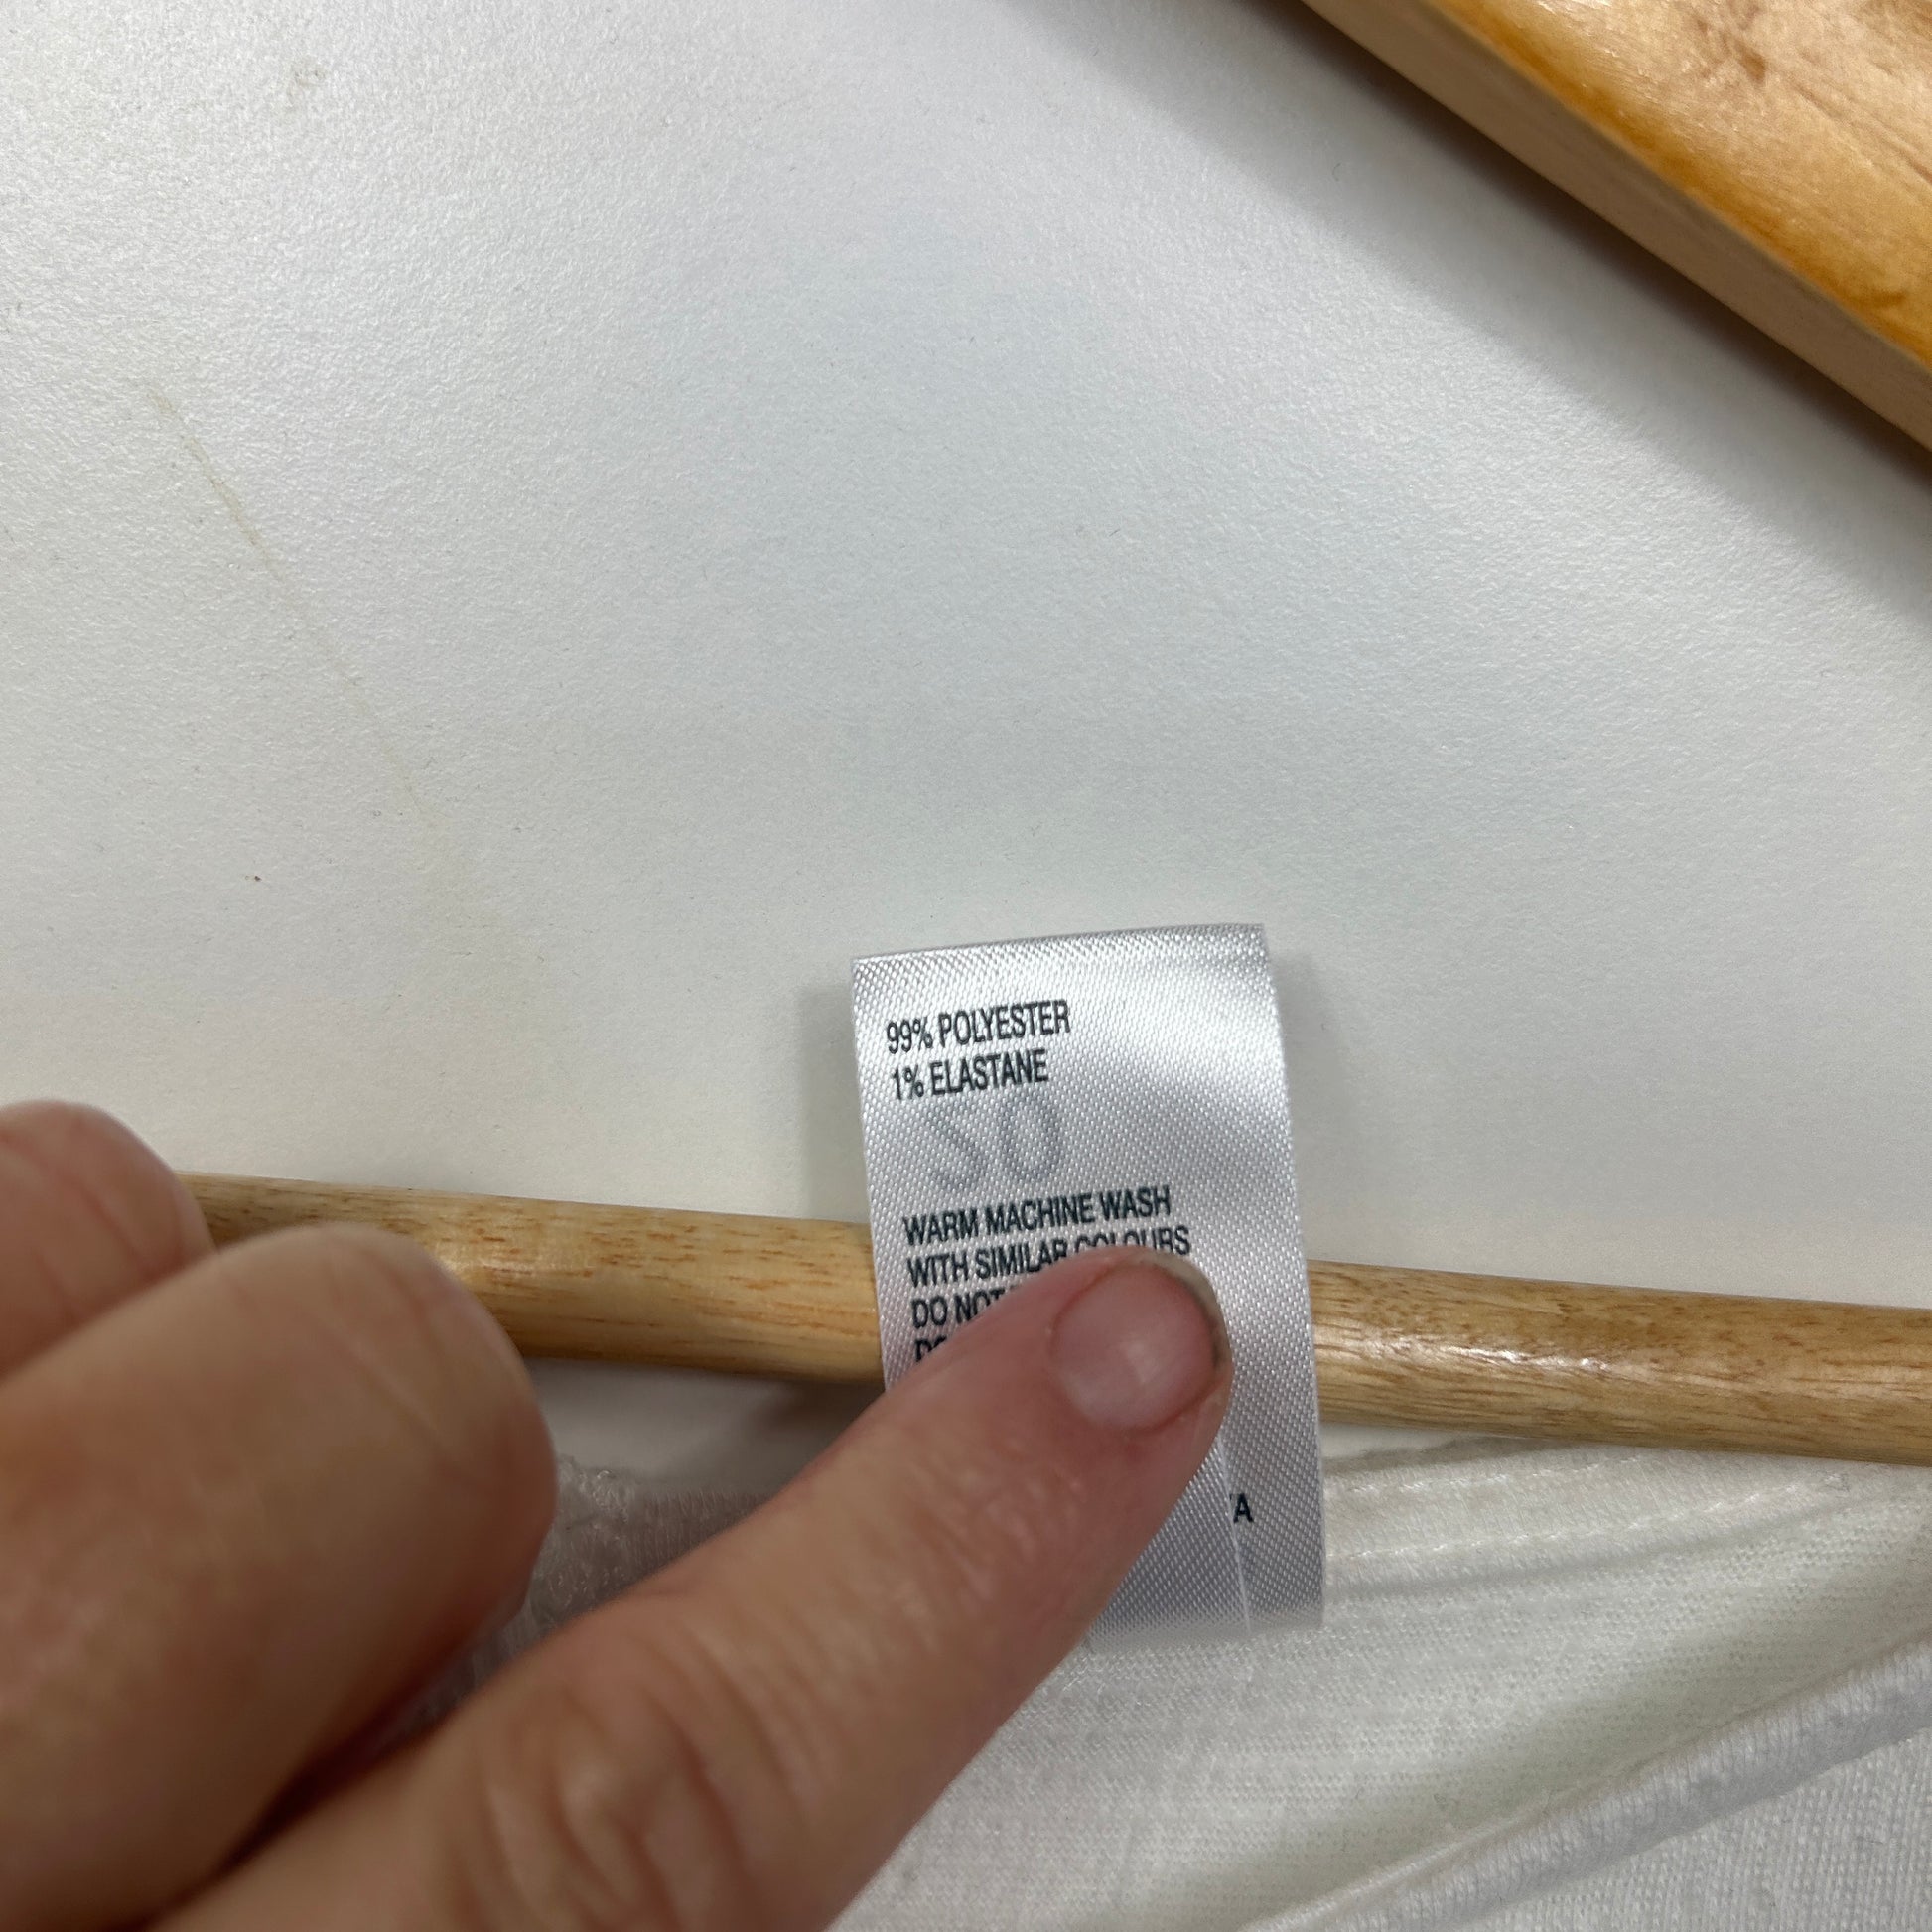 99% POLYESTER
1% ELASTANE
WARM MACHINE WASH
WITH SIMILAR COLOURS
DO NOT